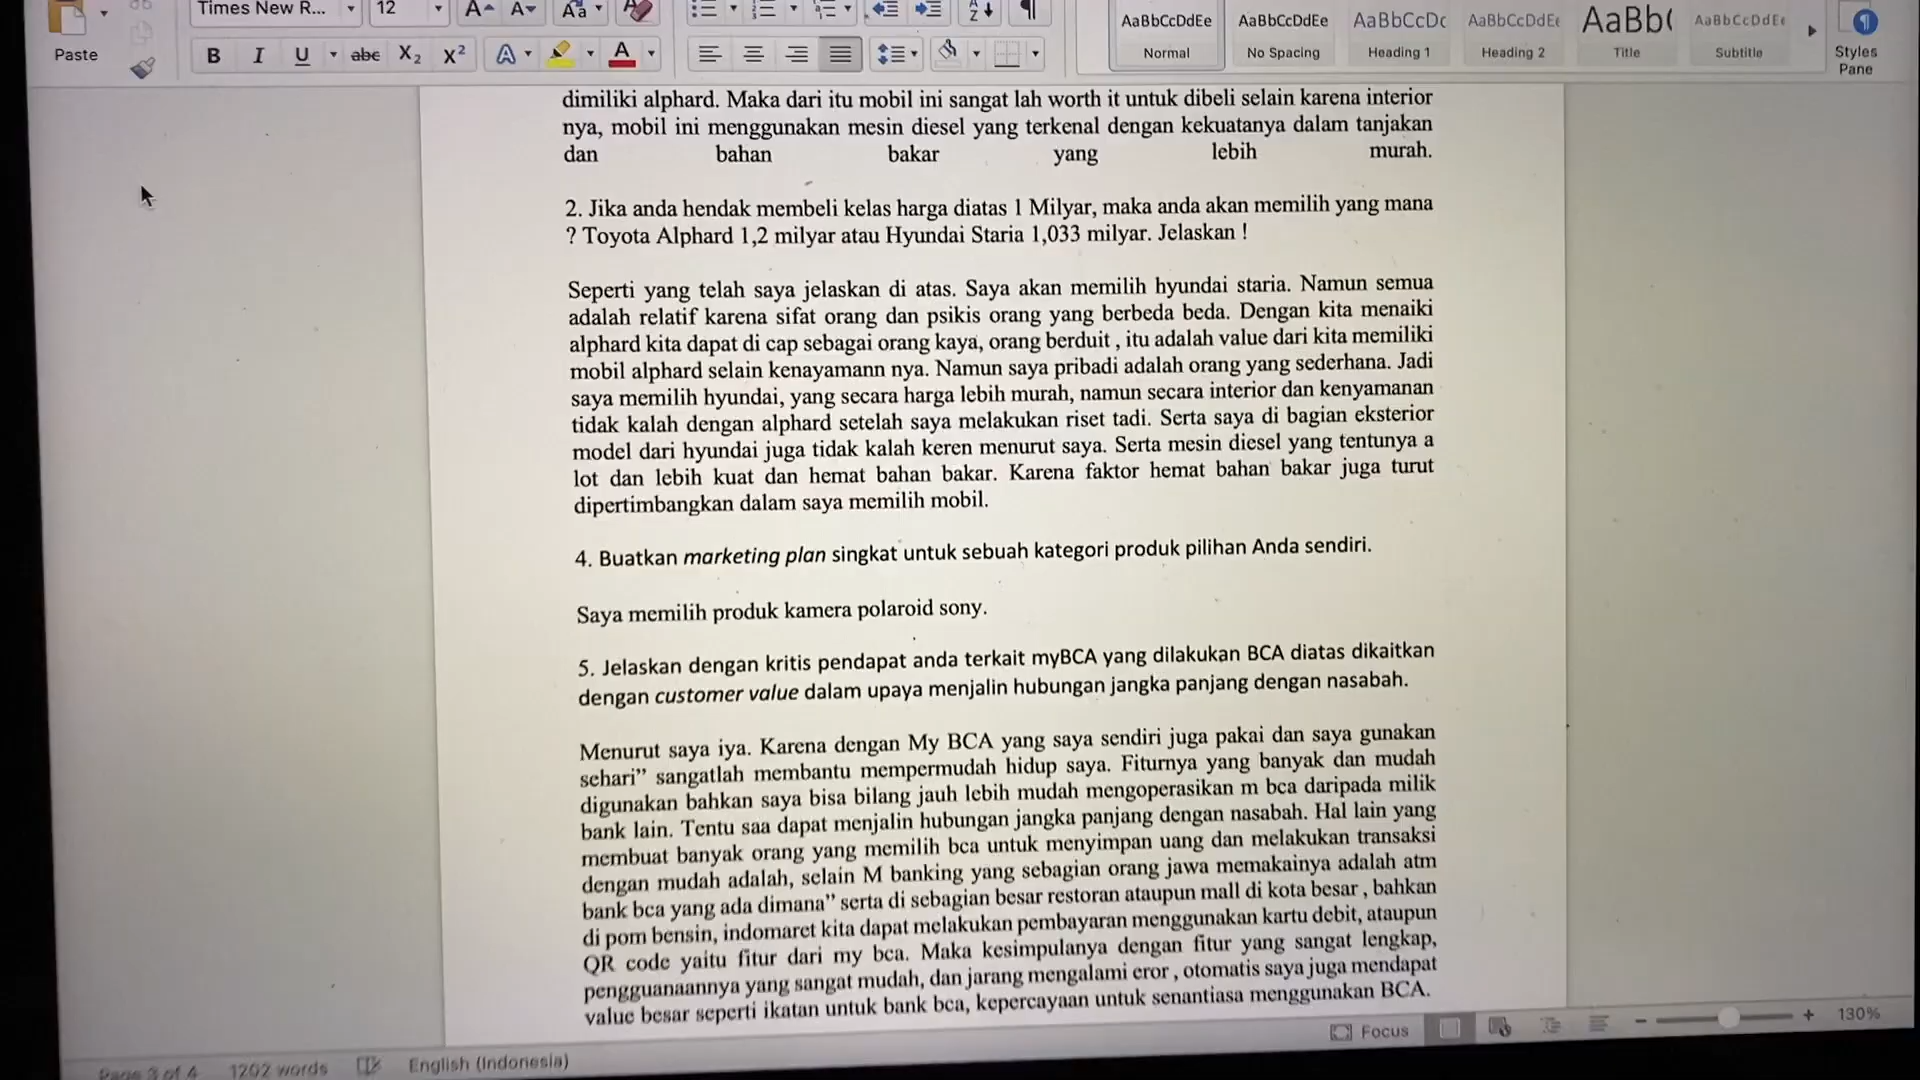 Times New R...
12
Paste
AaBbCcDdEe
AaBbCcDdEe
AaBbCcDc
AaBbCcDdEe
AaBb(
AaBbCcDdEe
Normal
No Spacing
Heading 1
Heading 2
Title
Subtitle
Styles
Pane
dimiliki alphard. Maka dari itu mobil ini sangat lah worth it untuk dibeli selain karena interior
nya, mobil ini menggunakan mesin diesel yang terkenal dengan kekuatanya dalam tanjakan
dan bahan bakar yang lebih murah.
2. Jika anda hendak membeli kelas harga diatas 1 Milyar, maka anda akan memilih yang mana
? Toyota Alphard 1,2 milyar atau Hyundai Staria 1,033 milyar. Jelaskan !
Seperti yang telah saya jelaskan di atas. Saya akan memilih hyundai staria. Namun semua
adalah relatif karena sifat orang dan psikis orang yang berbeda beda. Dengan kita menaiki
alphard kita dapat di cap sebagai orang kaya, orang berduit , itu adalah value dari kita memiliki
mobil alphard selain kenayamann nya. Namun saya pribadi adalah orang yang sederhana. Jadi
saya memilih hyundai, yang secara harga lebih murah, namun secara interior dan kenyamanan
tidak kalah dengan alphard setelah saya melakukan riset tadi. Serta saya di bagian eksterior
model dari hyundai juga tidak kalah keren menurut saya. Serta mesin diesel yang tentunya a
lot dan lebih kuat dan hemat bahan bakar. Karena faktor hemat bahan bakar juga turut
dipertimbangkan dalam saya memilih mobil.
4. Buatkan marketing plan singkat untuk sebuah kategori produk pilihan Anda sendiri.
Saya memilih produk kamera polaroid sony.
5. Jelaskan dengan kritis pendapat anda terkait myBCA yang dilakukan BCA diatas dikaitkan
dengan customer value dalam upaya menjalin hubungan jangka panjang dengan nasabah.
Menurut saya iya. Karena dengan My BCA yang saya sendiri juga pakai dan saya gunakan
sehari” sangatlah membantu mempermudah hidup saya. Fiturnya yang banyak dan mudah
digunakan bahkan saya bisa bilang jauh lebih mudah mengoperasikan m bca daripada milik
bank lain. Tentu saa dapat menjalin hubungan jangka panjang dengan nasabah. Hal lain yang
membuat banyak orang yang memilih bca untuk menyimpan uang dan melakukan transaksi
dengan mudah adalah, selain M banking yang sebagian orang jawa memakainya adalah atm
bank bca yang ada dimana” serta di sebagian besar restoran ataupun mall di kota besar , bahkan
di pom bensin, indomaret kita dapat melakukan pembayaran menggunakan kartu debit, ataupun
QR code yaitu fitur dari my bca. Maka kesimpulanya dengan fitur yang sangat lengkap,
pengguanaannya yang sangat mudah, dan jarang mengalami eror , otomatis saya juga mendapat
value besar seperti ikatan untuk bank bca, kepercayaan untuk senantiasa menggunakan BCA.
Focus
130%
Page 3 of 4
1202 words
English (Indonesia)